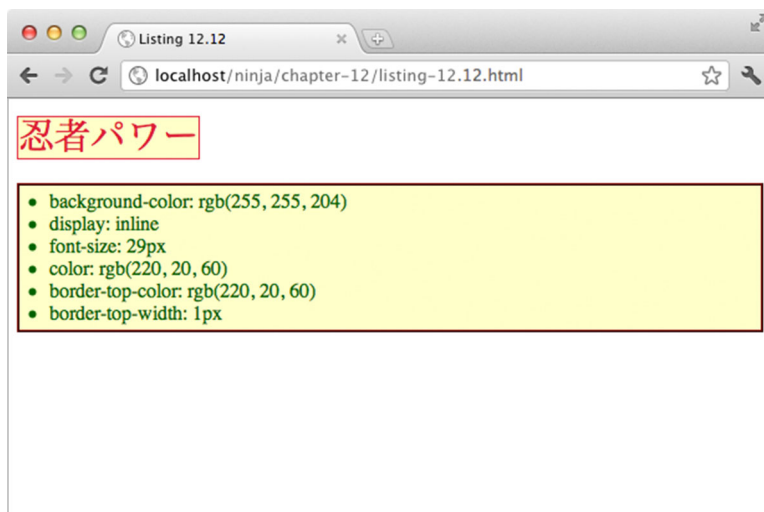 Listing 12.12
localhost/ninja/chapter-12/listing-12.12.html
忍者パワー
background-color: rgb(255, 255, 204)
display: inline
font-size: 29px
color: rgb(220, 20, 60)
border-top-color: rgb(220, 20, 60)
border-top-width: 1px